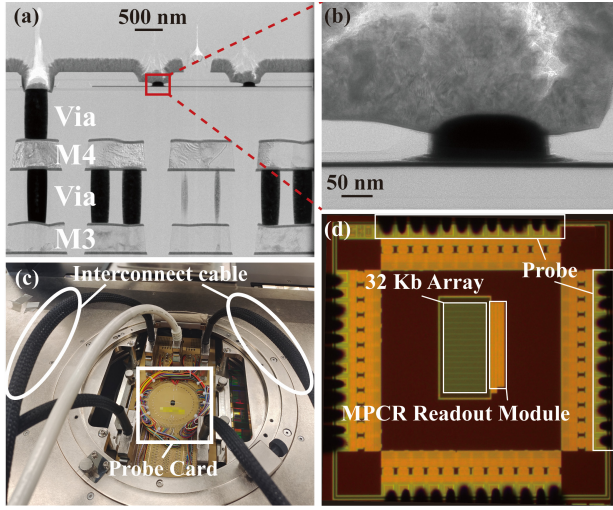 (a)
500 nm
Via
M4
Via
M3
(b)
50 nm
(c)
Interconnect cable
Probe Card
(d)
Probe
32 Kb Array
MPCR Readout Module